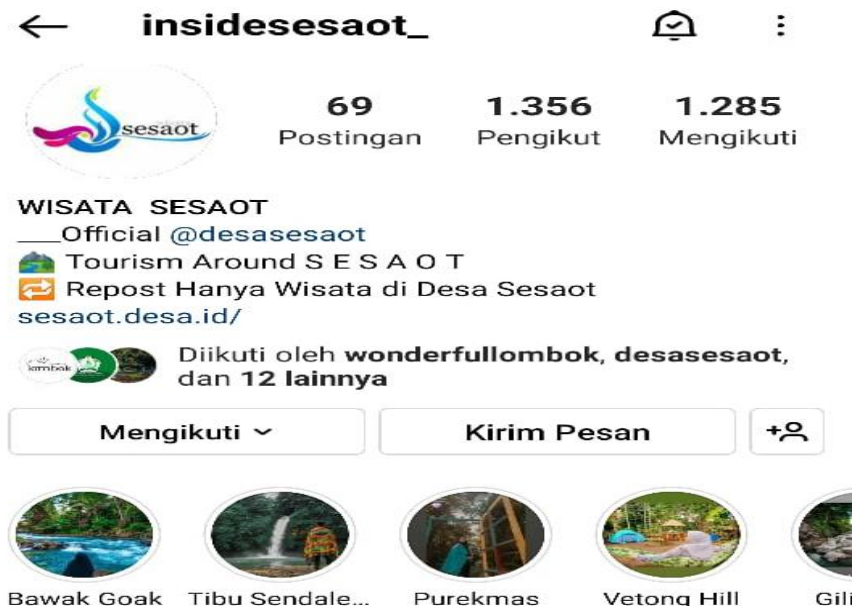 insidesesaot_
sesaot
69 1.356 1.285
Postingan Pengikut Mengikuti
WISATA SESAOT
___Official @desasesaot
Tourism Around S E S A O T
Repost Hanya Wisata di Desa Sesaot
sesaot.desa.id/
Diikuti oleh wonderfullombok, desasesaot,
dan 12 lainnya
lombok
Mengikuti
Kirim Pesan
Bawak Goak Tibu Sendale... Purekmas Vetong Hill Gili